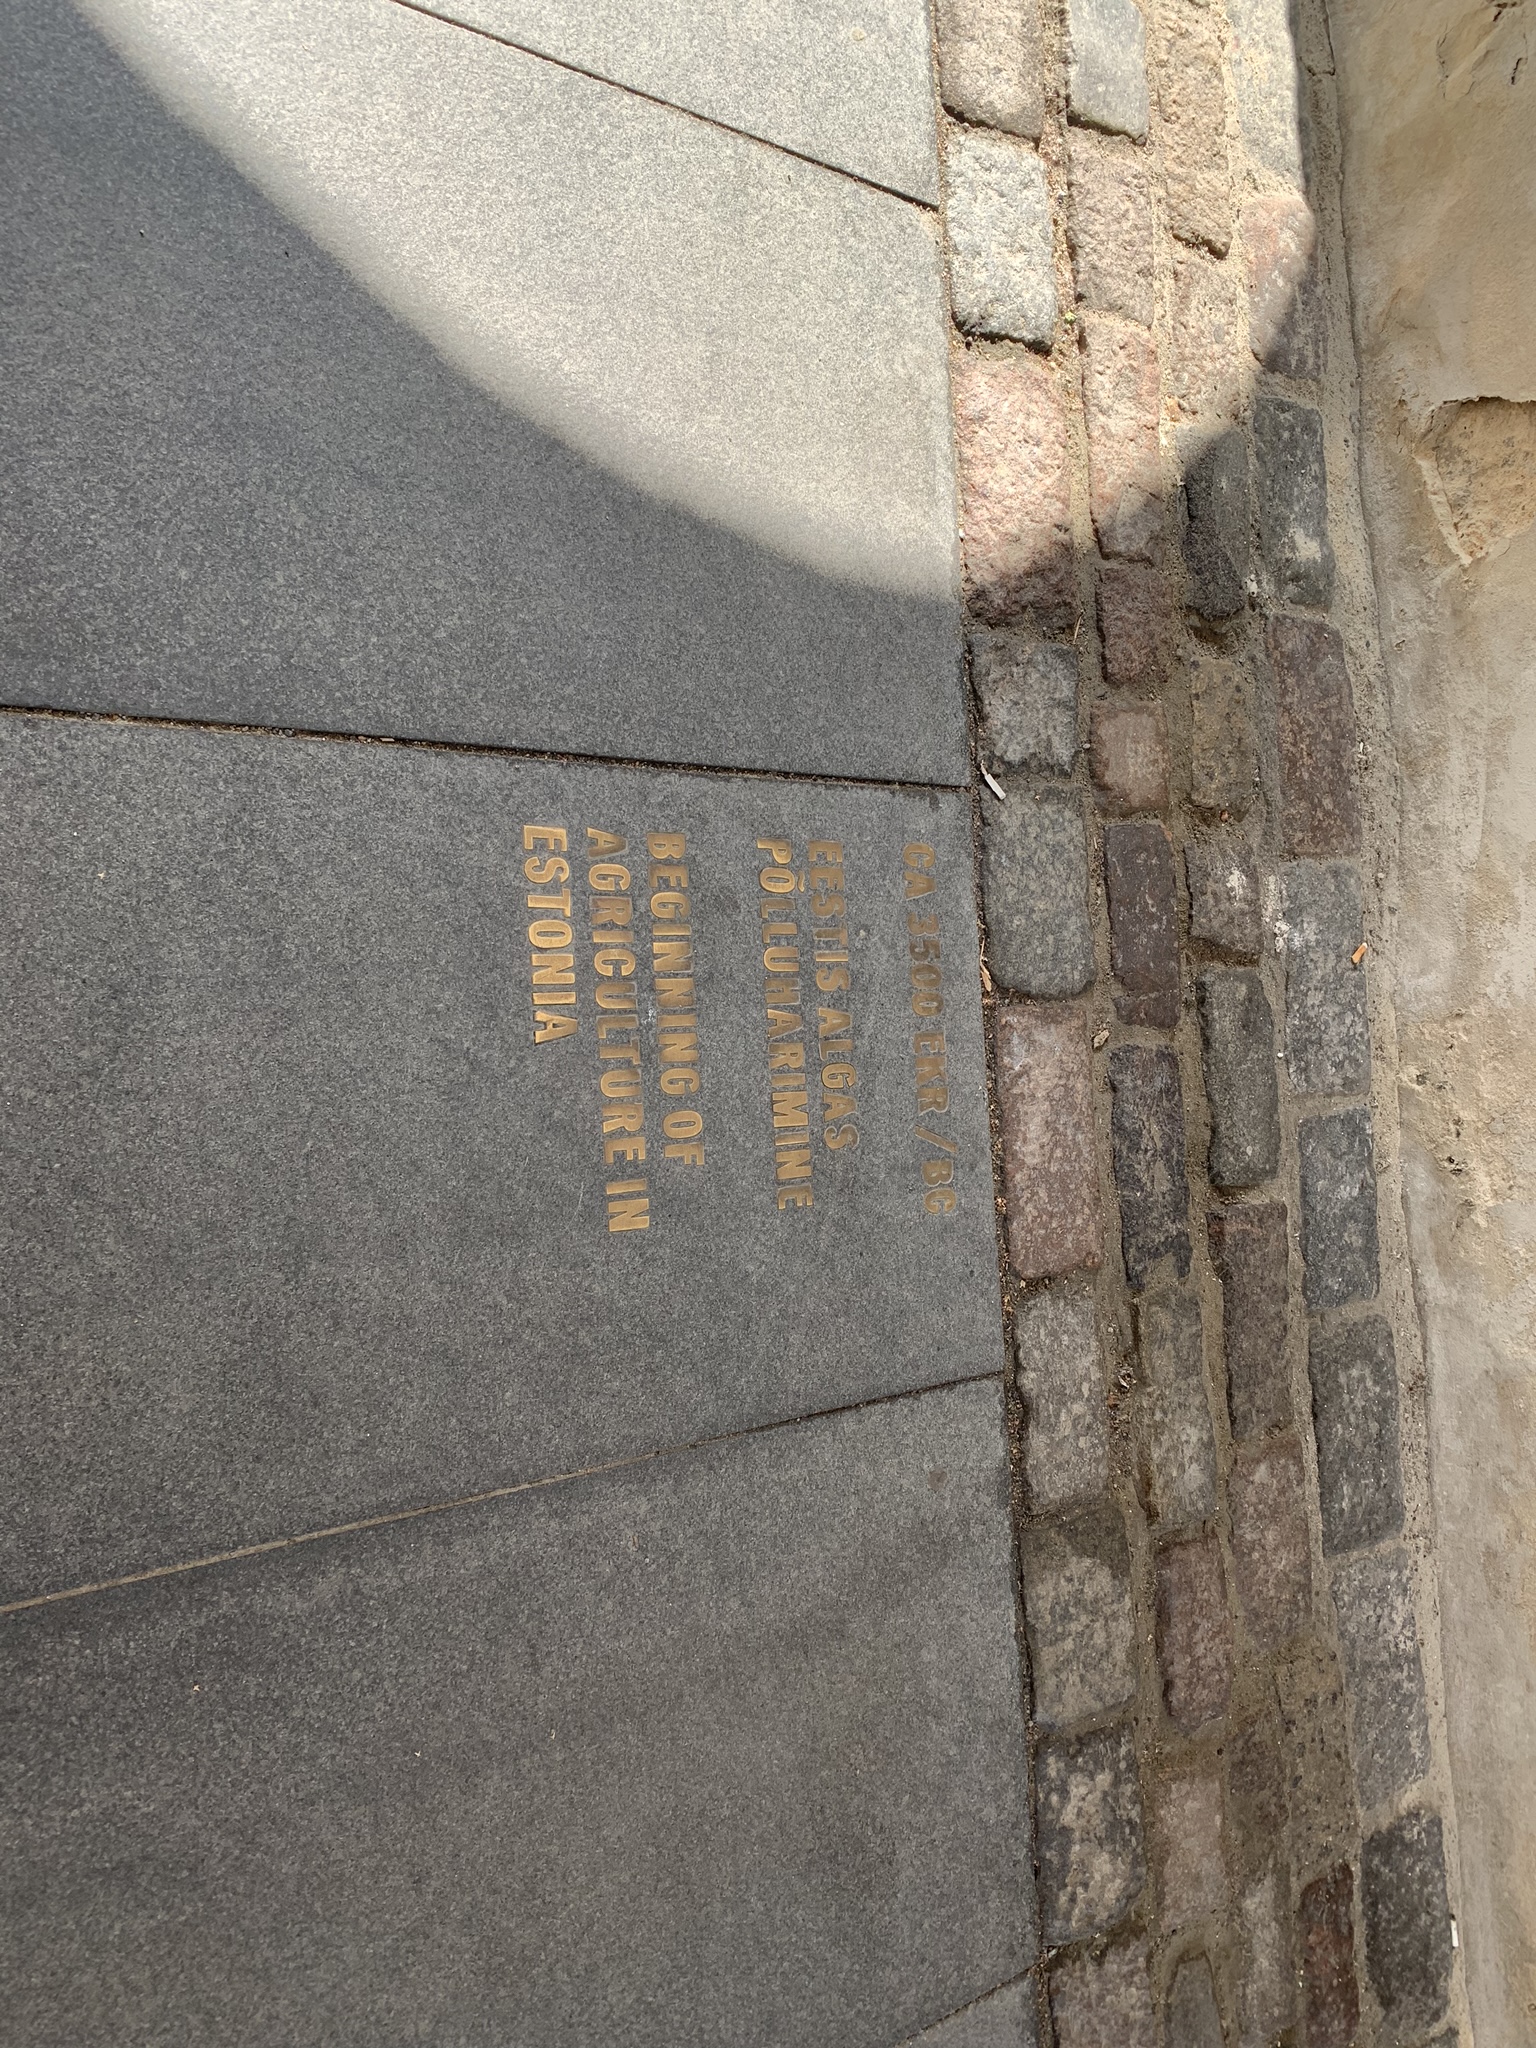 CA 3500 EKR / BC
EESTIS ALGAS
PÕLLUHARIMINE
BEGINNING OF
AGRICULTURE IN
ESTONIA